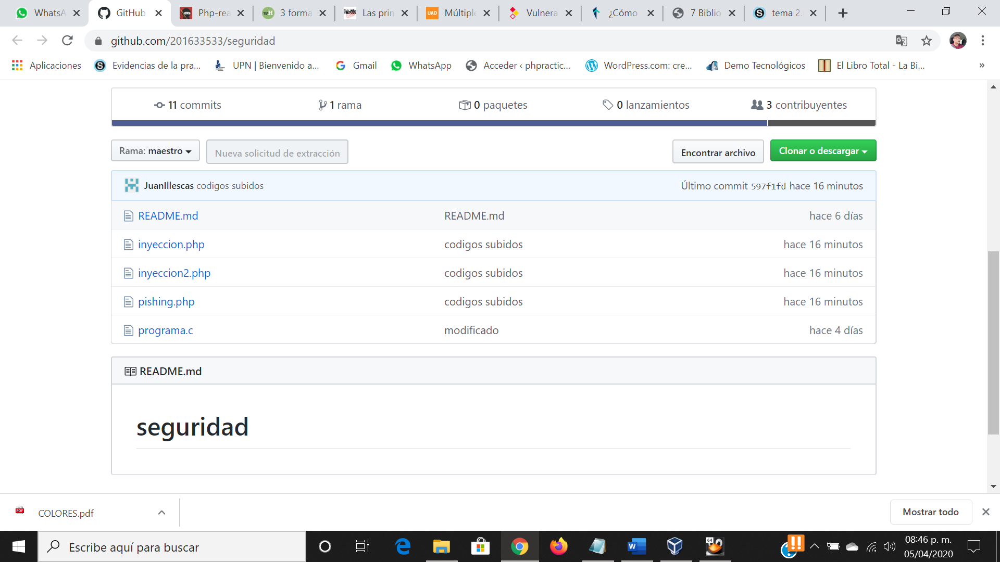 WhatsA
GitHub
Php-rea
3 forma
Las prin
UAD
Múltiple
Vulnera
¿Cómo
7 Biblio
tema 2.
github.com/201633533/seguridad
Aplicaciones
Evidencias de la pra...
UPN | Bienvenido a...
Gmail
WhatsApp
Acceder ‹ phpractic...
WordPress.com: cre...
Demo Tecnológicos
El Libro Total - La Bi...
»
11 commits
1 rama
0 paquetes
0 lanzamientos
3 contribuyentes
Rama: maestro
Nueva solicitud de extracción
Encontrar archivo
Clonar o descargar
JuanIllescas codigos subidos
Último commit 597f1fd hace 16 minutos
README.md
README.md
hace 6 días
inyeccion.php
codigos subidos
hace 16 minutos
inyeccion2.php
codigos subidos
hace 16 minutos
pishing.php
codigos subidos
hace 16 minutos
programa.c
modificado
hace 4 días
README.md
seguridad
PDF
COLORES.pdf
Mostrar todo
Escribe aquí para buscar
W
64
08:46 p. m.
05/04/2020